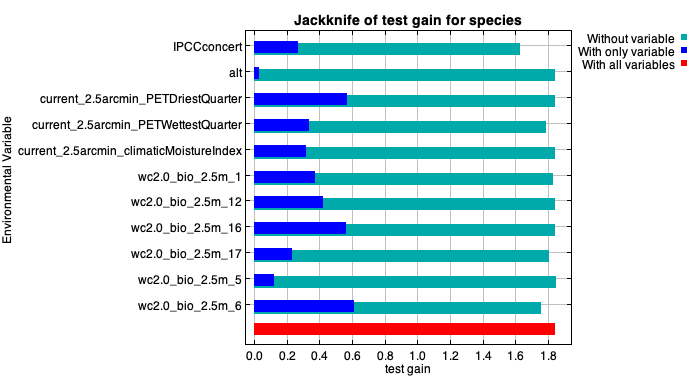 Jackknife of test gain for species
Without variable
With only variable
With all variables
Environmental Variable
IPCCconcert
alt
current_2.5arcmin_PETDriestQuarter
current_2.5arcmin_PETWettestQuarter
current_2.5arcmin_climaticMoistureIndex
wc2.0_bio_2.5m_1
wc2.0_bio_2.5m_12
wc2.0_bio_2.5m_16
wc2.0_bio_2.5m_17
wc2.0_bio_2.5m_5
wc2.0_bio_2.5m_6
0.0 0.2 0.4 0.6 0.8 1.0 1.2 1.4 1.6 1.8
test gain